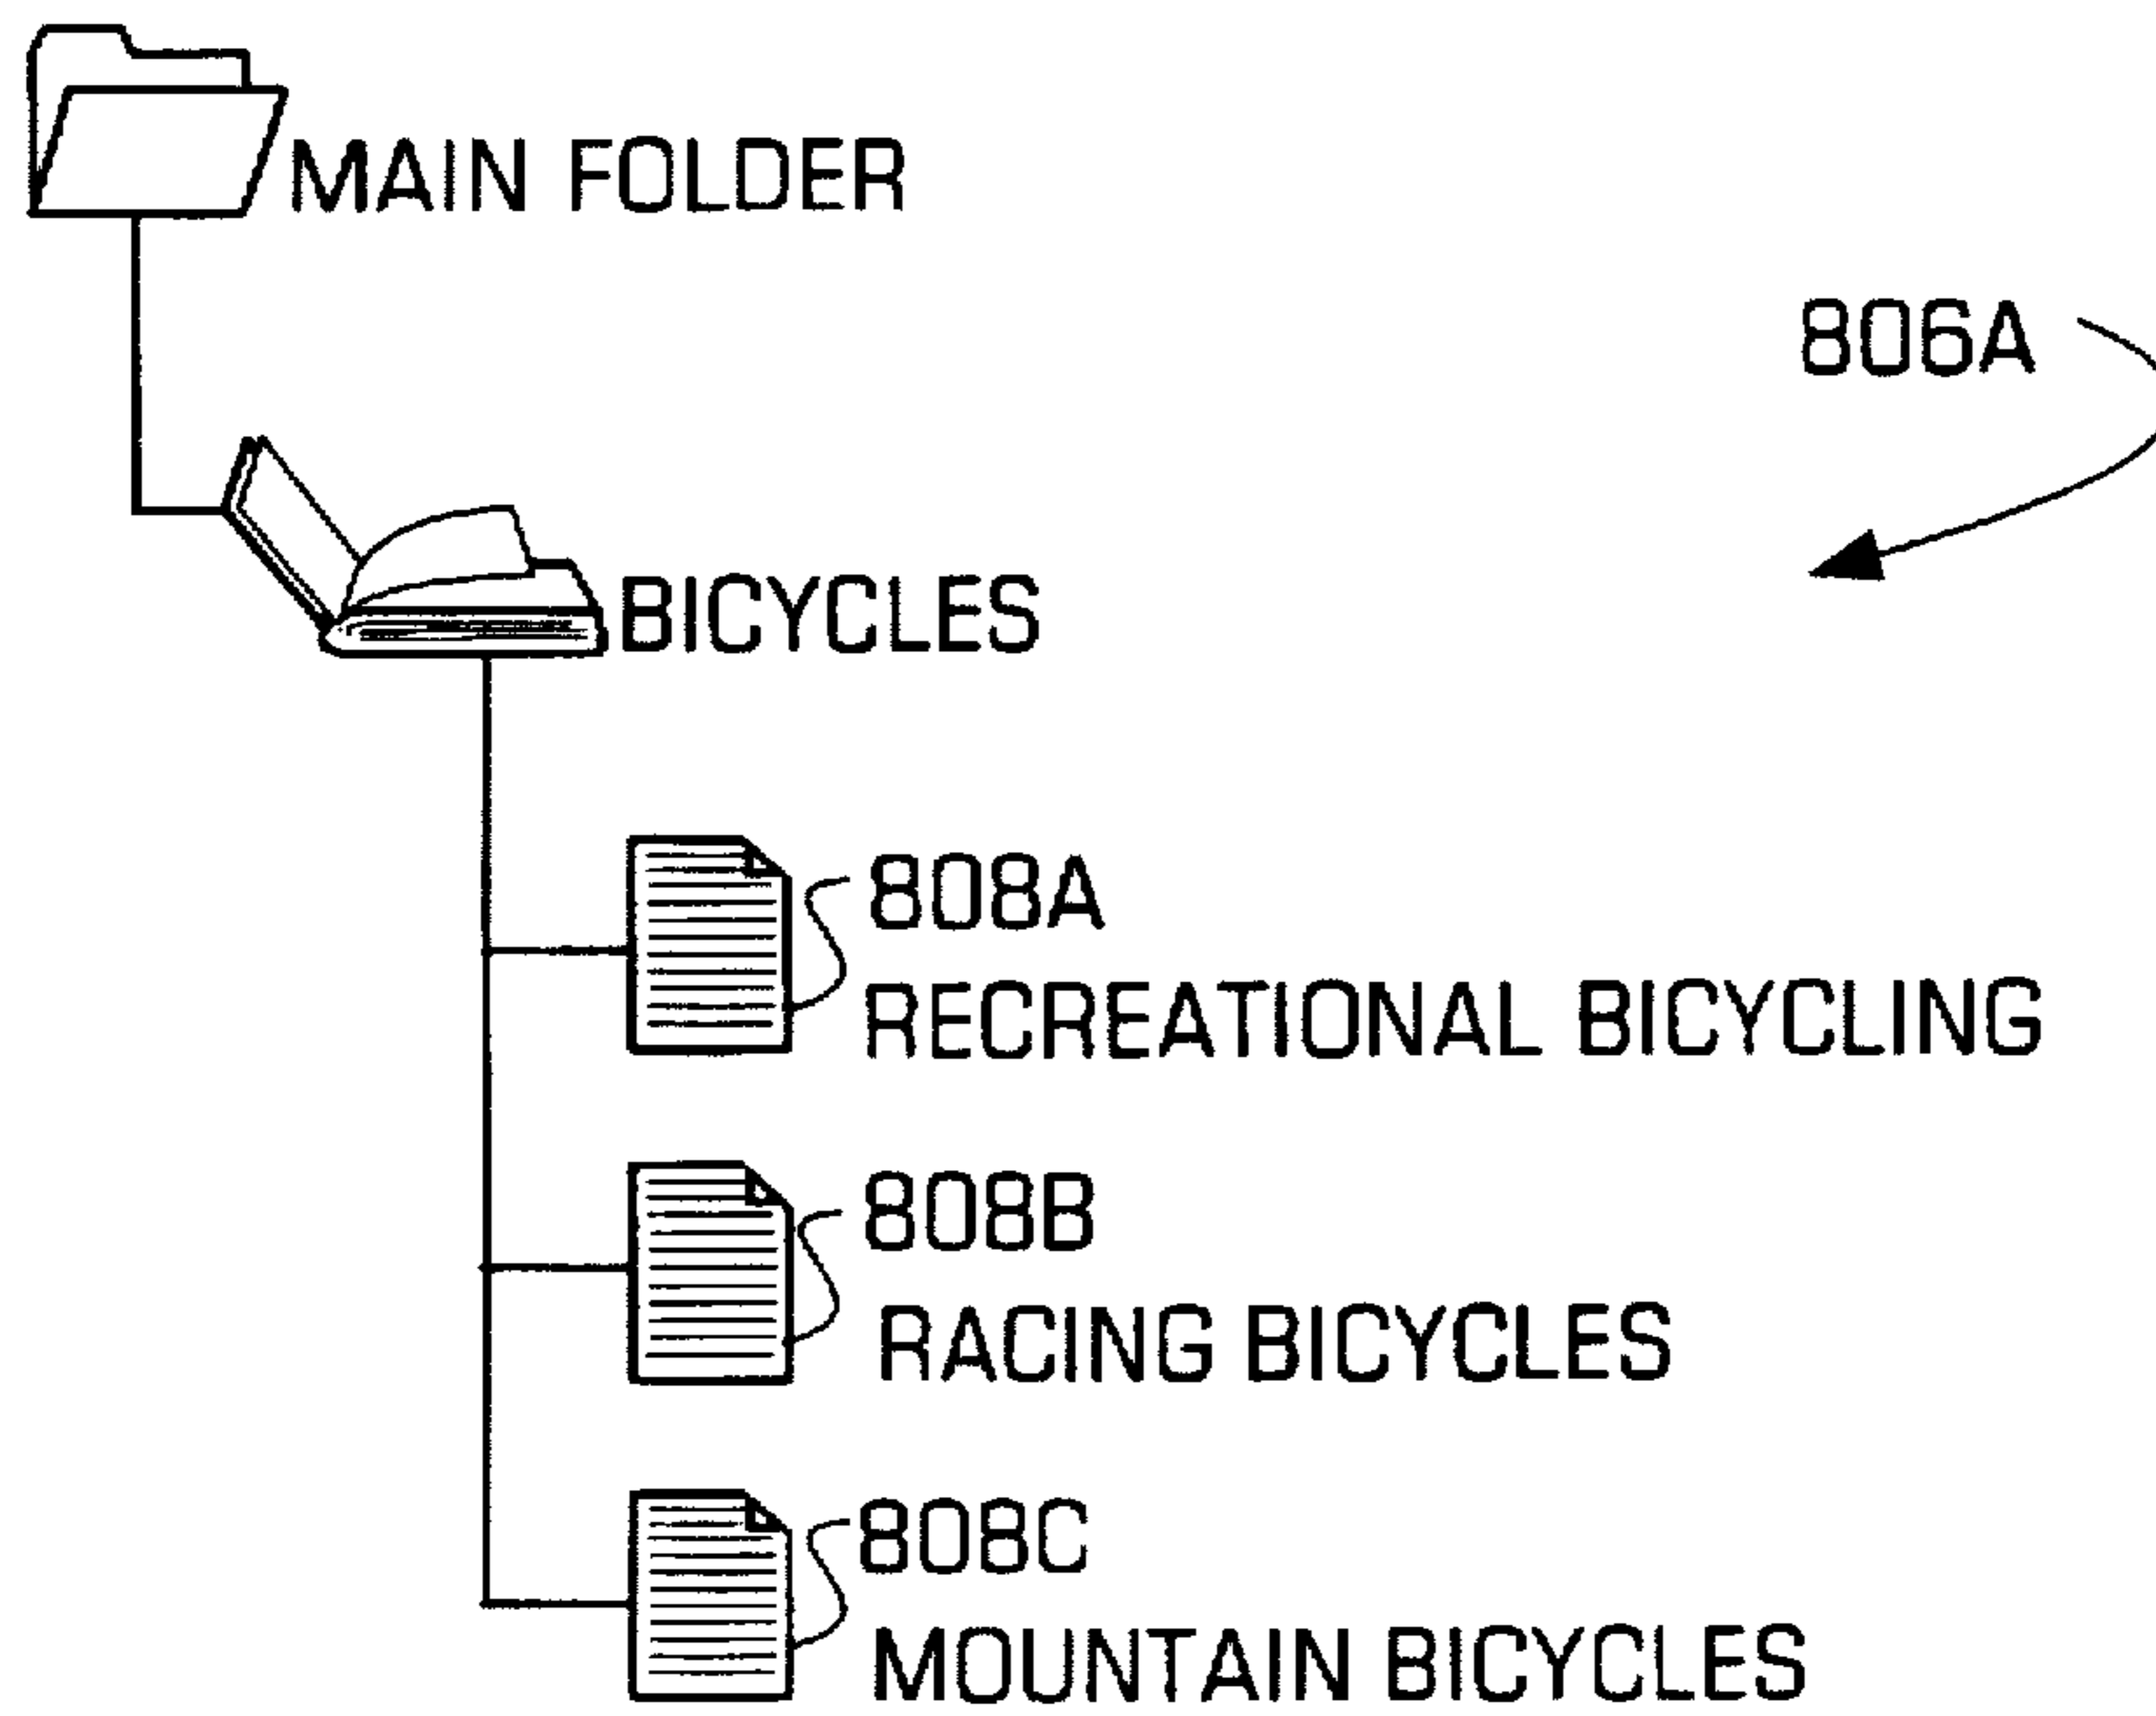 MAIN FOLDER
806A
BICYCLES
808A
RECREATIONAL BICYCLING
808B
RACING BICYCLES
808C
MOUNTAIN BICYCLES